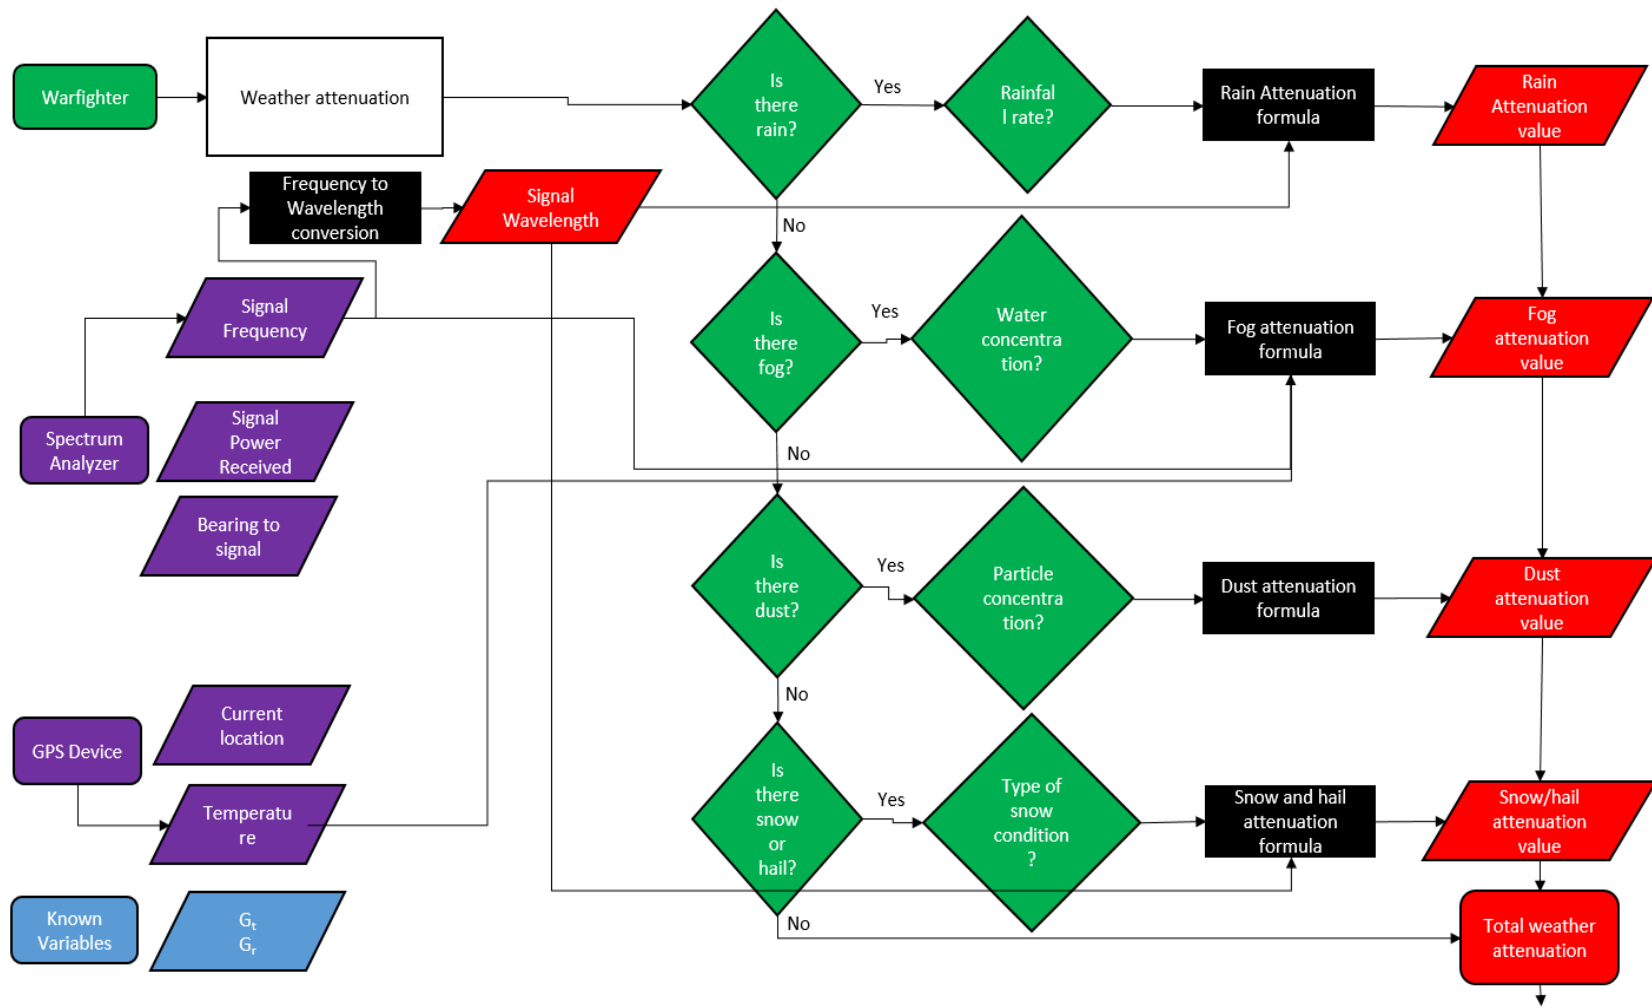 Warfighter
Weather attenuation
Is
there
rain?
Yes
Rainfal
l rate?
Rain Attenuation
formula
Rain
Attenuation
value
Frequency to
Wavelength
conversion
Signal
Wavelength
No
Signal
Frequency
Is
there
fog?
Yes
Water
concentra
tion?
Fog attenuation
formula
Fog
attenuation
value
Spectrum
Analyzer
Signal
Power
Received
No
Bearing to
signal
Is
there
dust?
Yes
Particle
concentra
tion?
Dust attenuation
formula
Dust
attenuation
value
No
GPS Device
Current
location
Temperatu
re
Is
there
snow
or
hail?
Yes
Type of
snow
condition
?
Snow and hail
attenuation
formula
Snow/hail
attenuation
value
Known
Variables
Gt
Gr
No
Total weather
attenuation